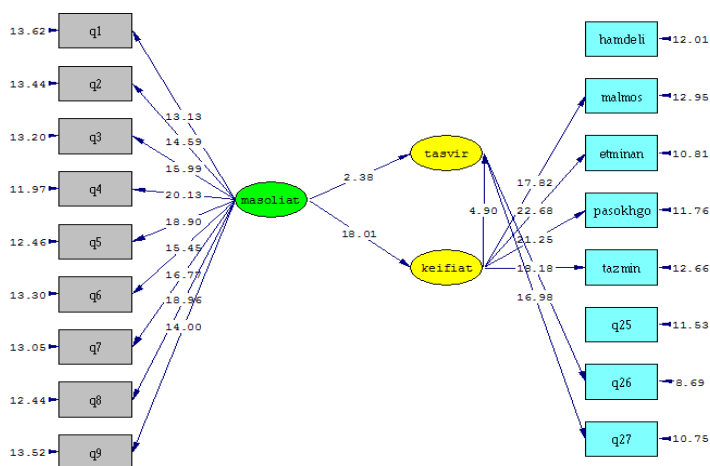 13.62 q1
13.44 q2
13.20 q3
11.97 q4
12.46 q5
13.30 q6
13.05 q7
12.44 q8
13.52 q9
13.13
14.59
15.99
20.13
18.90
15.45
16.77
18.96
14.00
masoliat
2.38
18.01
tasvir
4.90
keifiat
17.82
22.68
21.25
18.18
16.98
hamdeli 12.01
malmos 12.95
etminan 10.81
pasokhgo 11.76
tazmin 12.66
q25 11.53
q26 8.69
q27 10.75